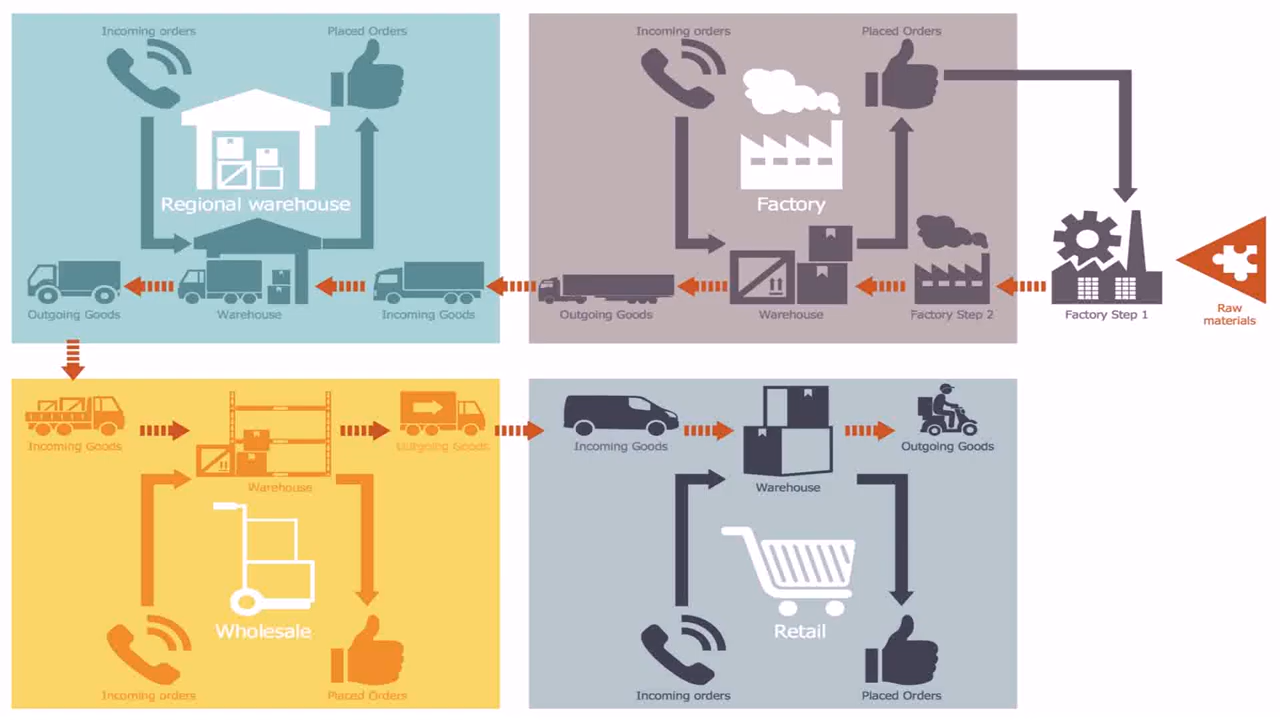 Incoming orders
Placed Orders
Regional warehouse
Outgoing Goods
Warehouse
Incoming Goods
Incoming orders
Placed Orders
Factory
Outgoing Goods
Warehouse
Factory Step 2
Factory Step 1
Raw
materials
Incoming Goods
Outgoing Goods
Warehouse
Wholesale
Incoming orders
Placed Orders
Incoming Goods
Outgoing Goods
Warehouse
Retail
Incoming orders
Placed Orders